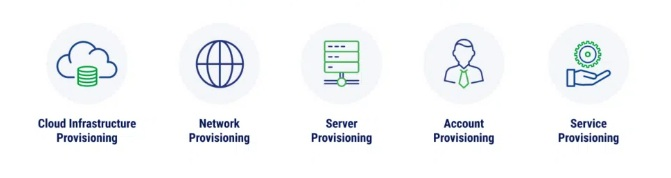 Cloud Infrastructure
Provisioning
Network
Provisioning
Server
Provisioning
Account
Provisioning
Service
Provisioning